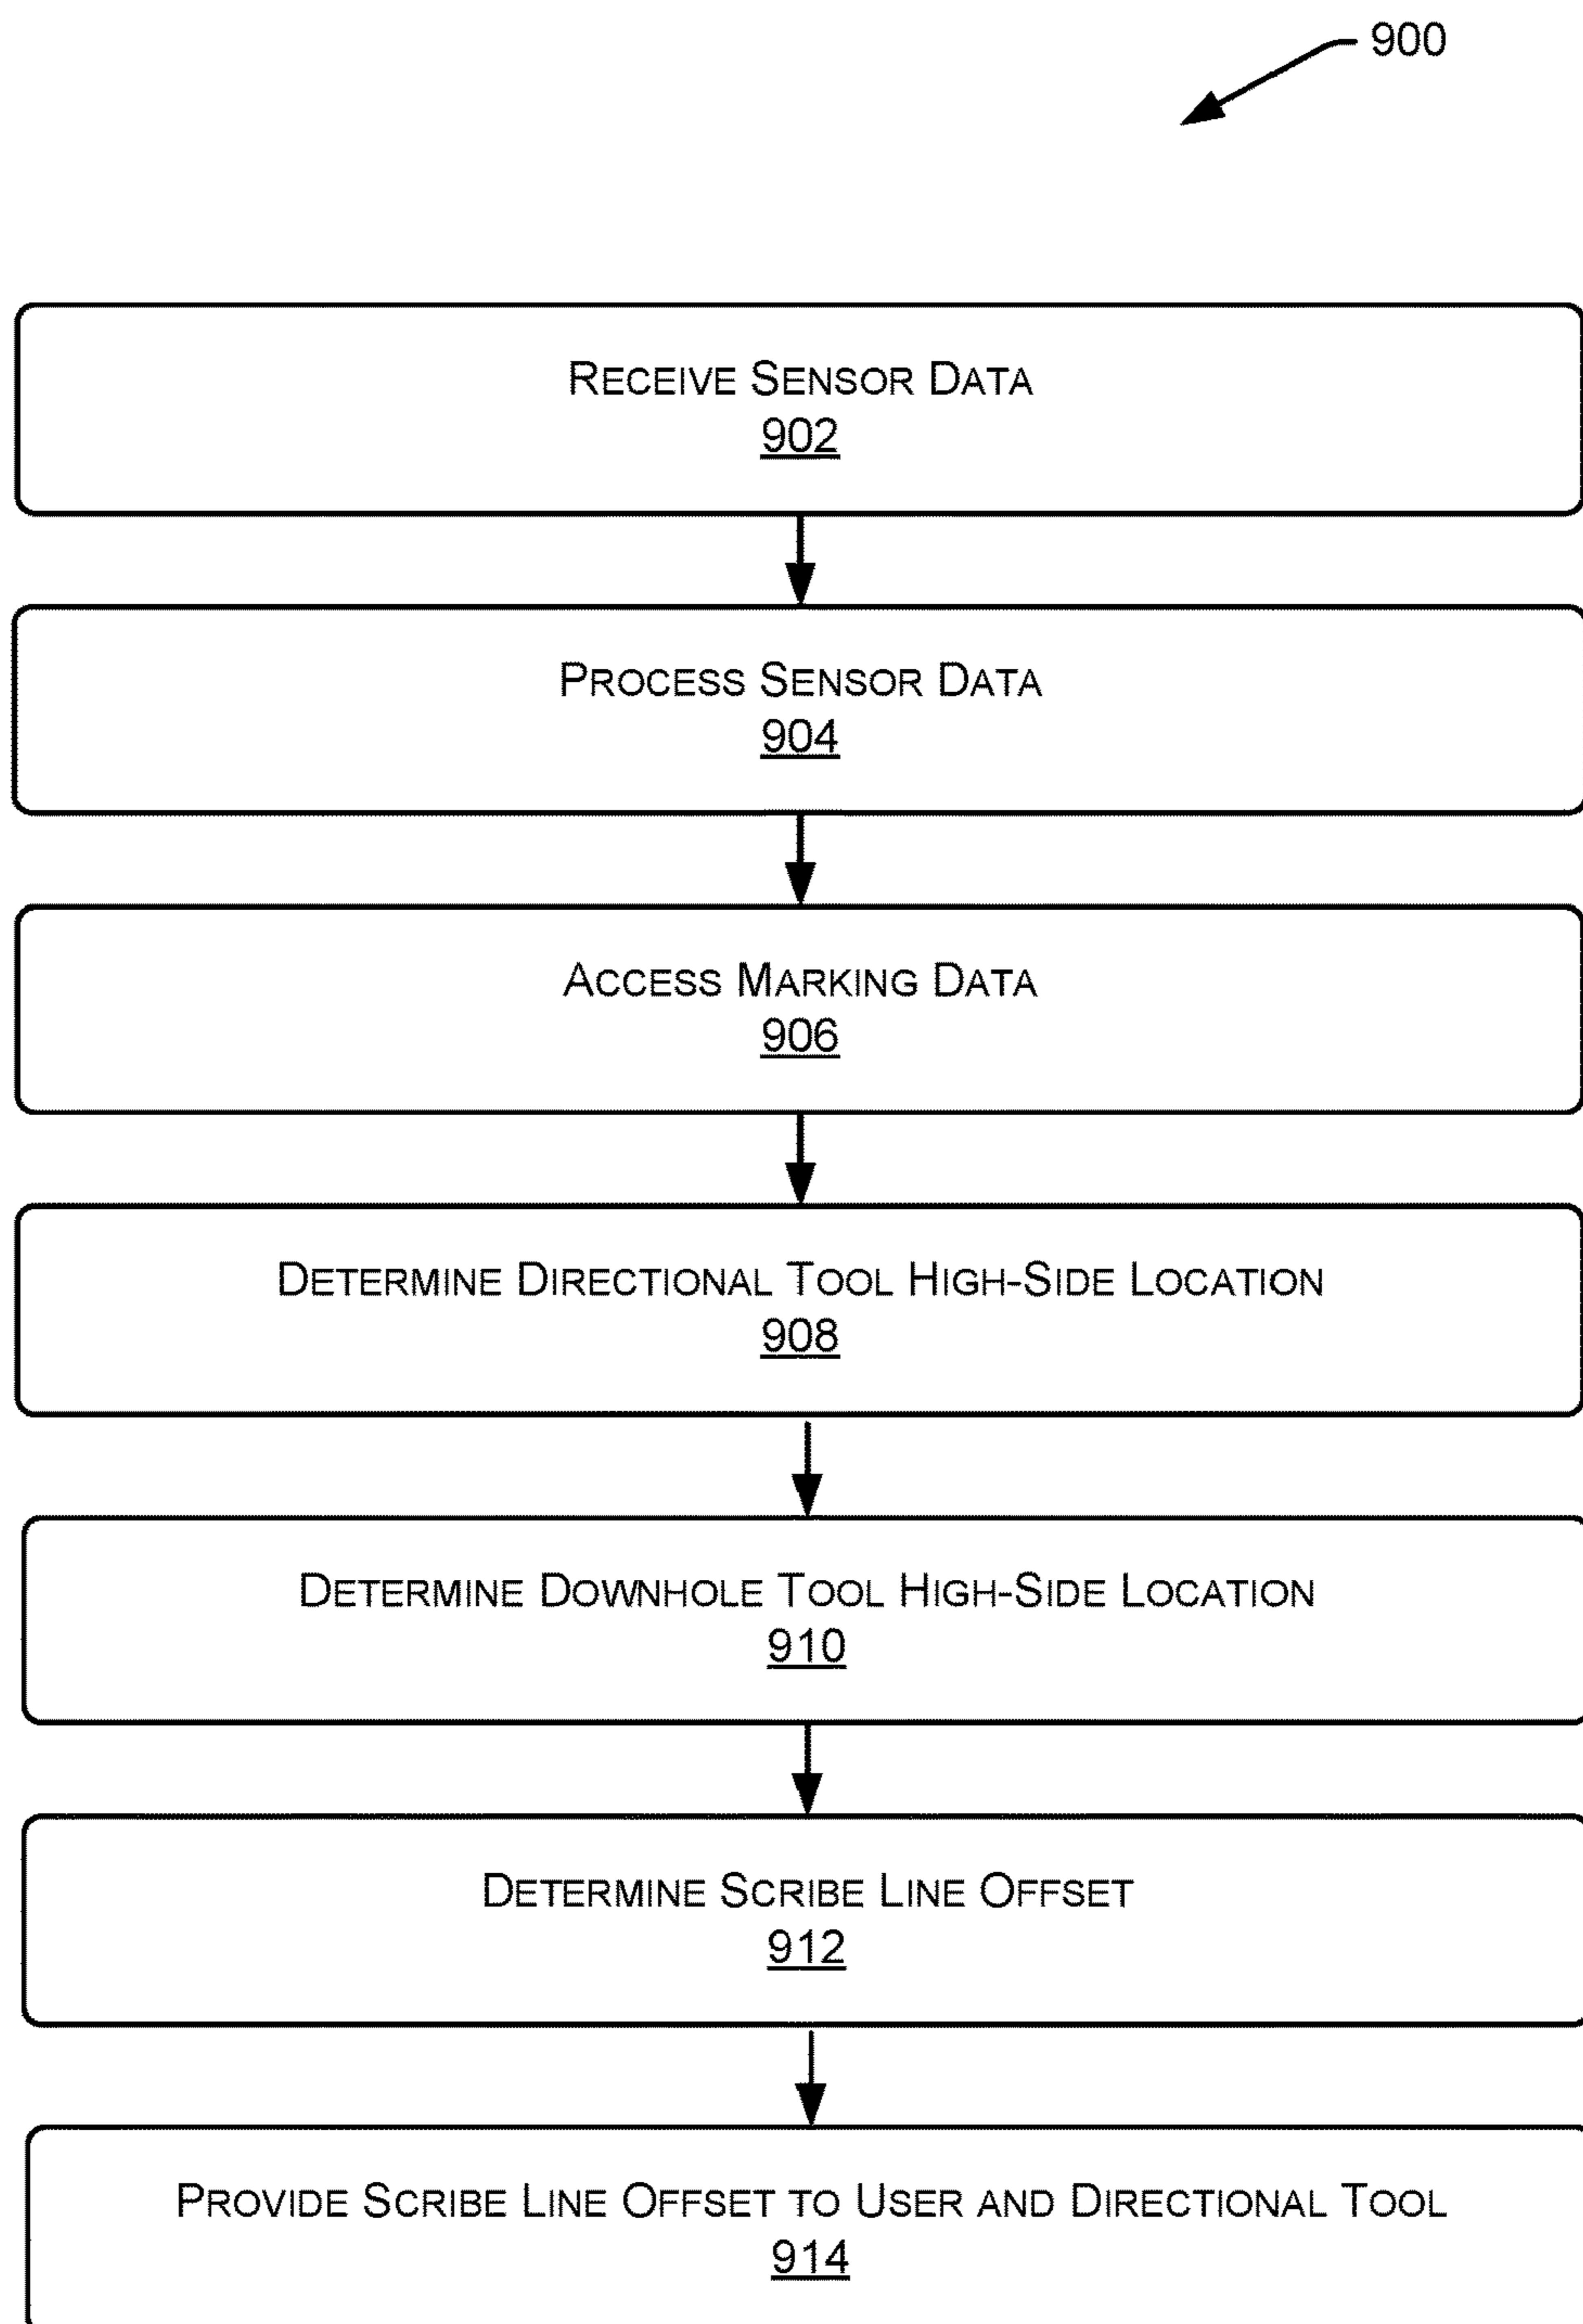 900
RECEIVE SENSOR DATA
902
PROCESS SENSOR DATA
904
ACCESS MARKING DATA
906
DETERMINE DIRECTIONAL TOOL HIGH-SIDE LOCATION
908
DETERMINE DOWNHOLE TOOL HIGH-SIDE LOCATION
910
DETERMINE SCRIBE LINE OFFSET
912
PROVIDE SCRIBE LINE OFFSET TO USER AND DIRECTIONAL TOOL
914